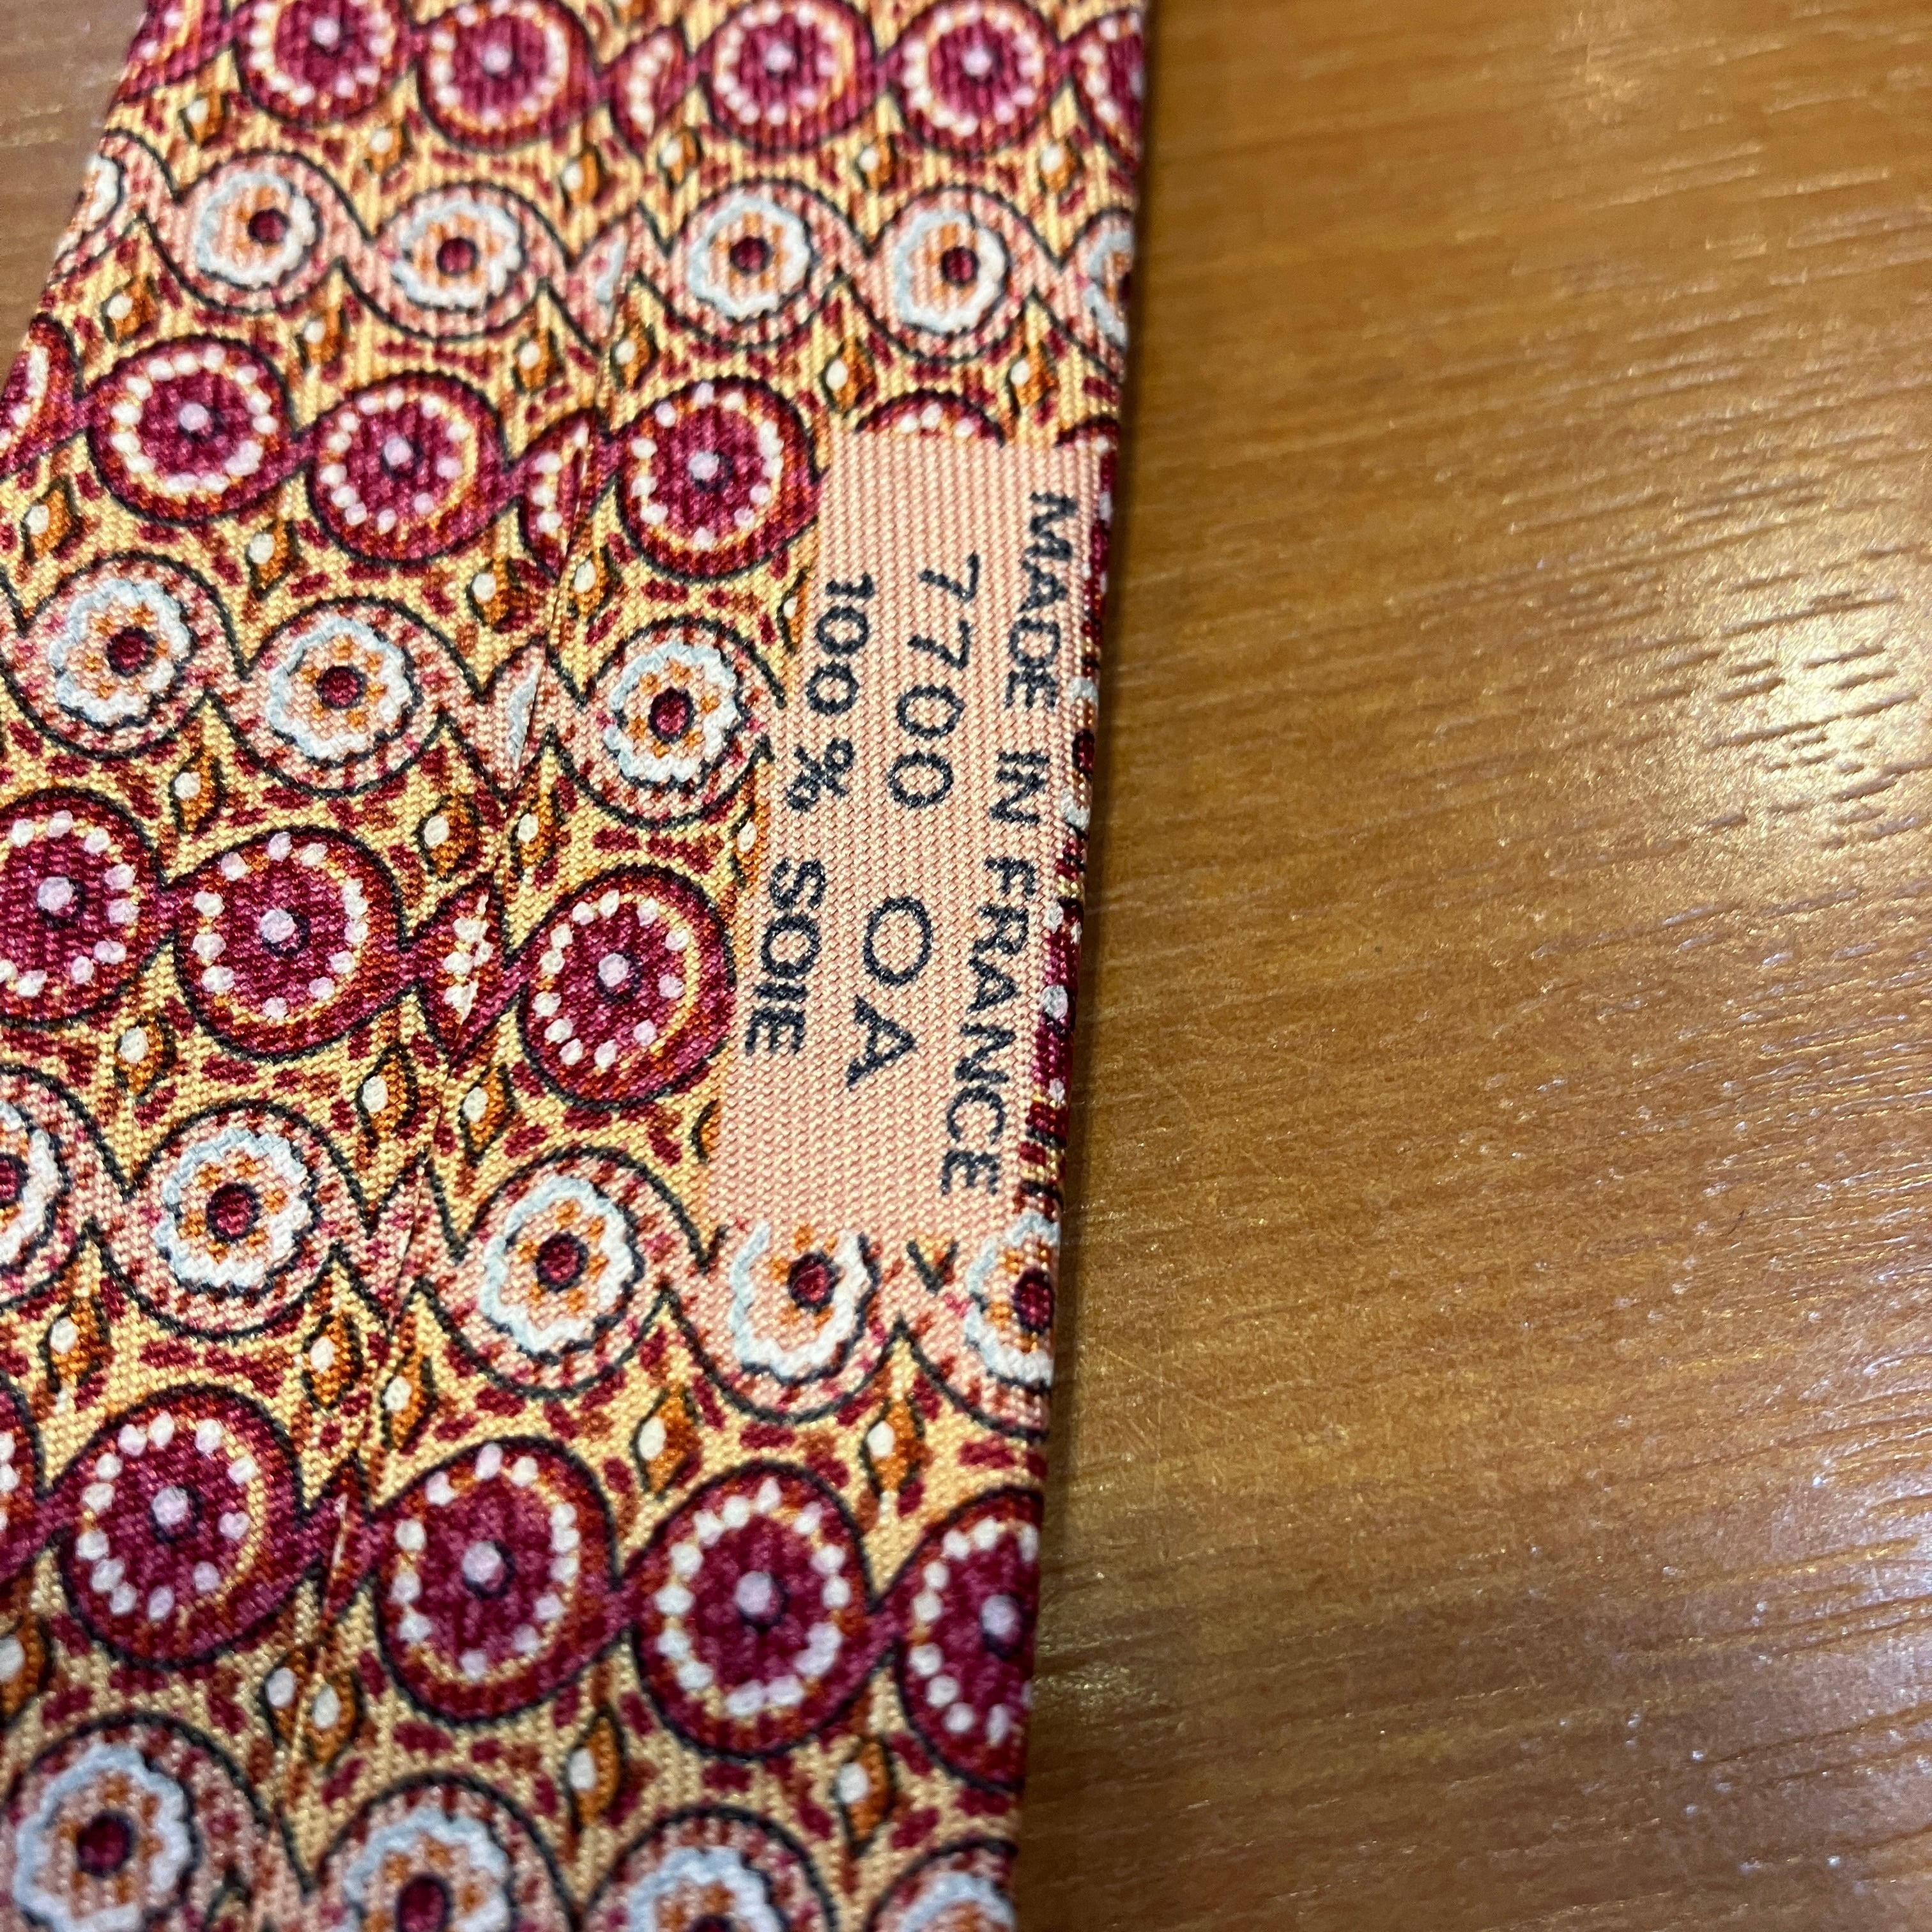 MADE IN FRANCE
7700 OA
100% SOIE